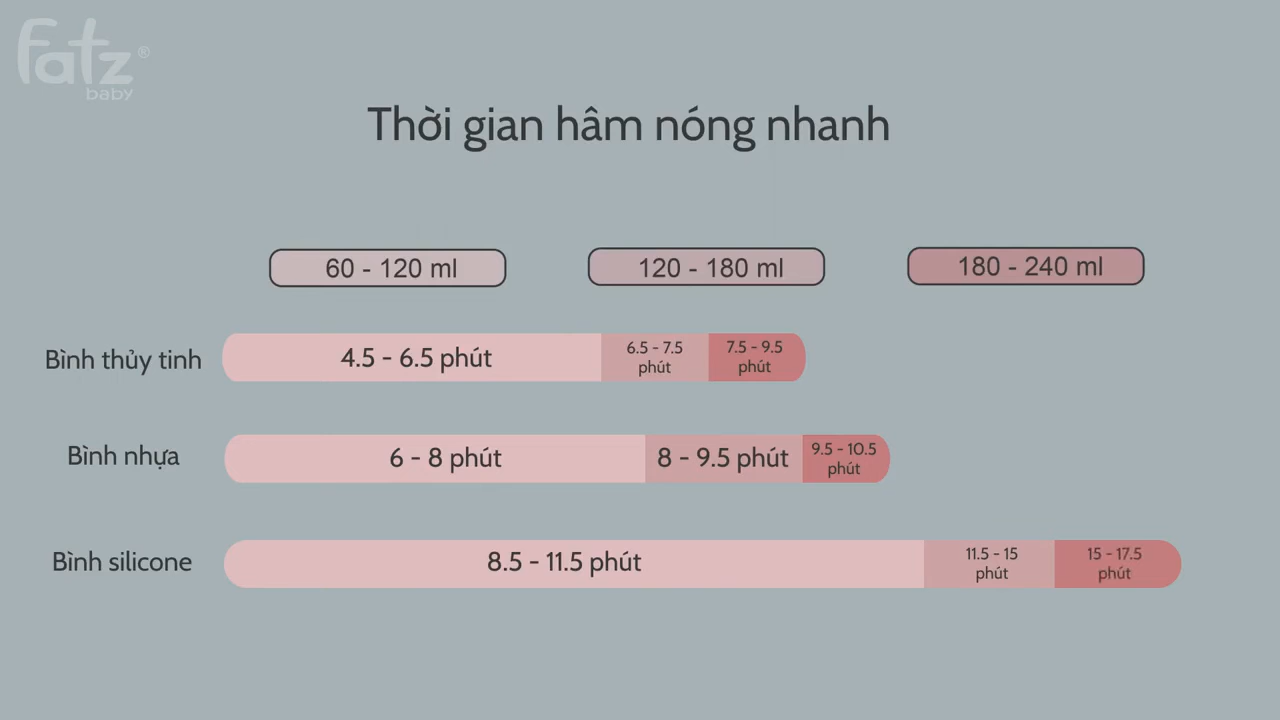 Fatz®
baby
Thời gian hâm nóng nhanh
60 - 120 ml
120 - 180 ml
180 - 240 ml
Bình thủy tinh
4.5 - 6.5 phút
6.5 - 7.5
phút
7.5 - 9.5
phút
Bình nhựa
6 - 8 phút
8 - 9.5 phút
9.5 - 10.5
phút
Bình silicone
8.5 - 11.5 phút
11.5 - 15
phút
15 - 17.5
phút